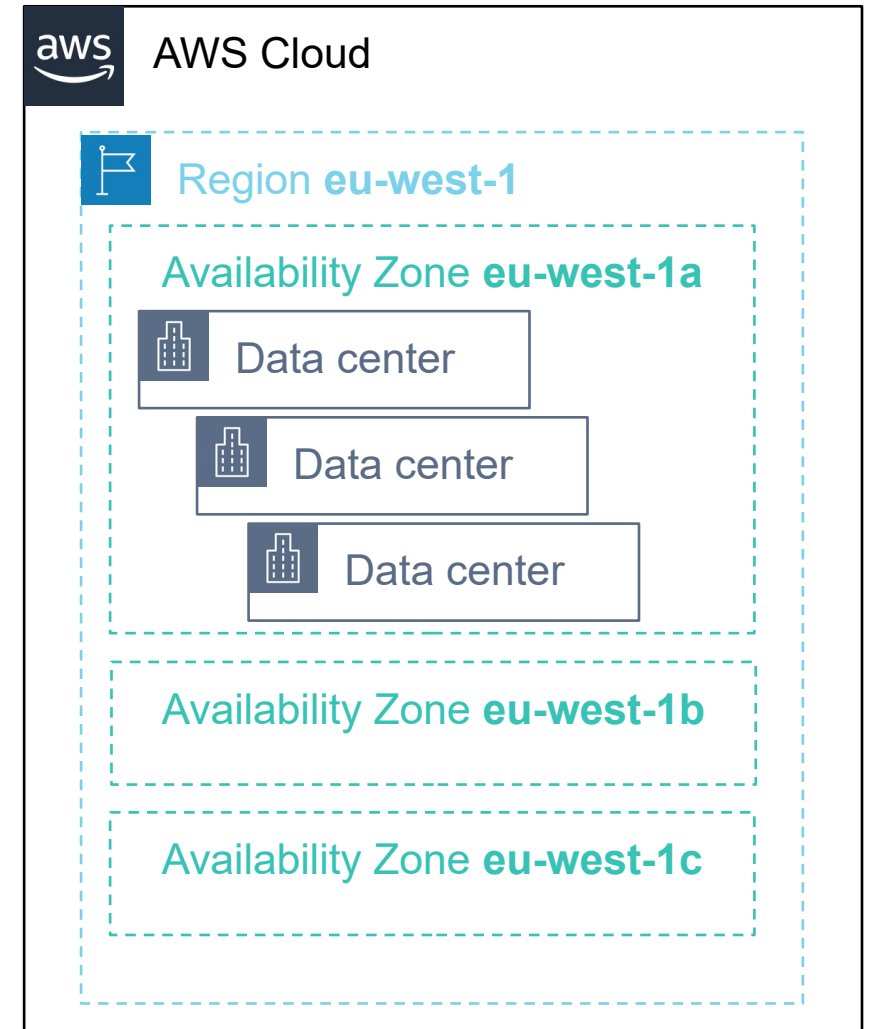 aws
AWS Cloud
Region eu-west-1
Availability Zone eu-west-1a
Data center
Data center
Data center
Availability Zone eu-west-1b
Availability Zone eu-west-1c